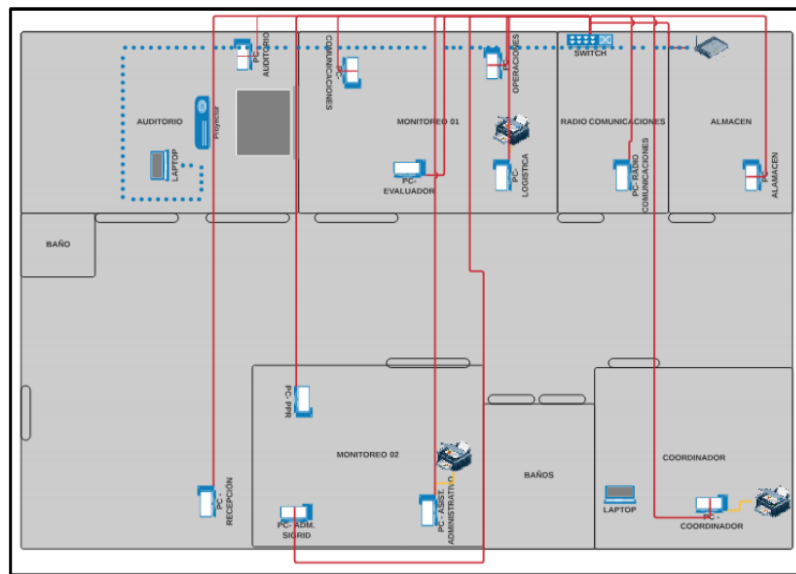 PC-
AUDITORIO
PC-
COMUNICACIONES
PC-
OPERACIONES
SWITCH
AUDITORIO
Proyector
MONITOREO 01
RADIO COMUNICACIONES
ALMACEN
LAPTOP
PC-
EVALUADOR
PC-
LOGISTICA
PC- RADIO
COMUNICACIONES
PC-
ALAMACEN
BAÑO
PC- PPR
MONITOREO 02
BAÑOS
COORDINADOR
PC -
RECEPCIÓN
PC- ADM.
SIGRID
PC - ASIST.
ADMINISTRATIVO
LAPTOP
PC -
COORDINADOR